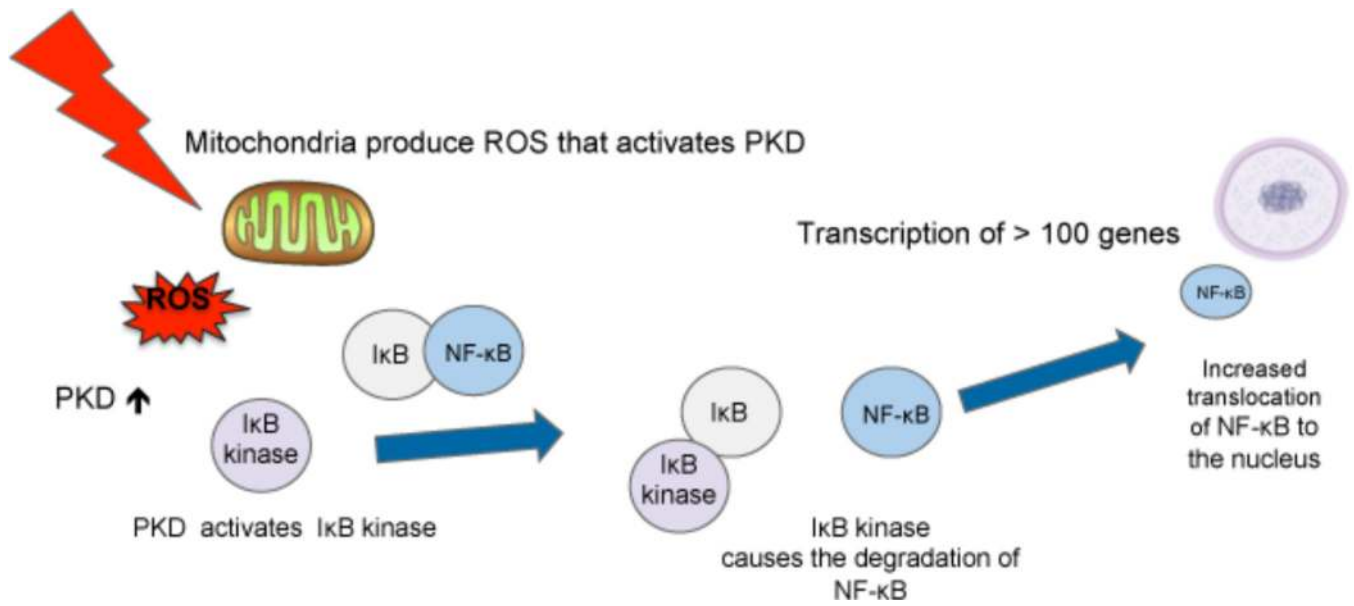 Mitochondria produce ROS that activates PKD
ROS
PKD ↑
IκB
NF-κB
IκB
kinase
PKD activates IκB kinase
IκB
IκB
kinase
NF-κB
IκB kinase
causes the degradation of
NF-κB
Transcription of > 100 genes
NF-κB
Increased
translocation
of NF-κB to
the nucleus